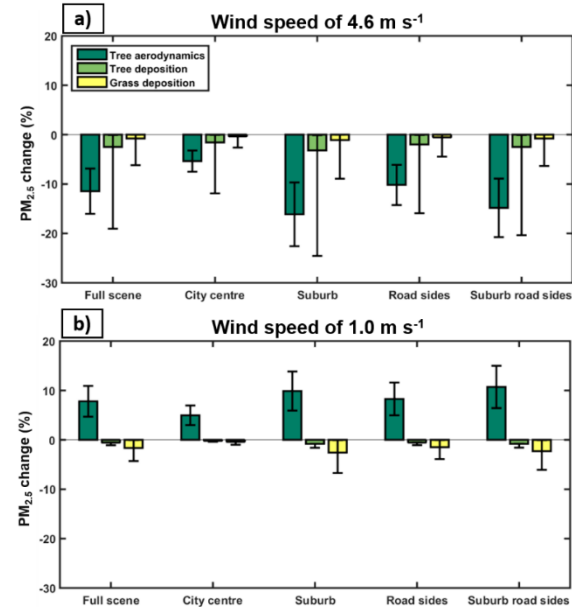 a)
Wind speed of 4.6 m s⁻¹
20
10
0
-10
-20
-30
PM₂.₅ change (%)
Tree aerodynamics
Tree deposition
Grass deposition
Full scene City centre Suburb Road sides Suburb road sides
b)
Wind speed of 1.0 m s⁻¹
20
10
0
-10
-20
-30
PM₂.₅ change (%)
Full scene City centre Suburb Road sides Suburb road sides